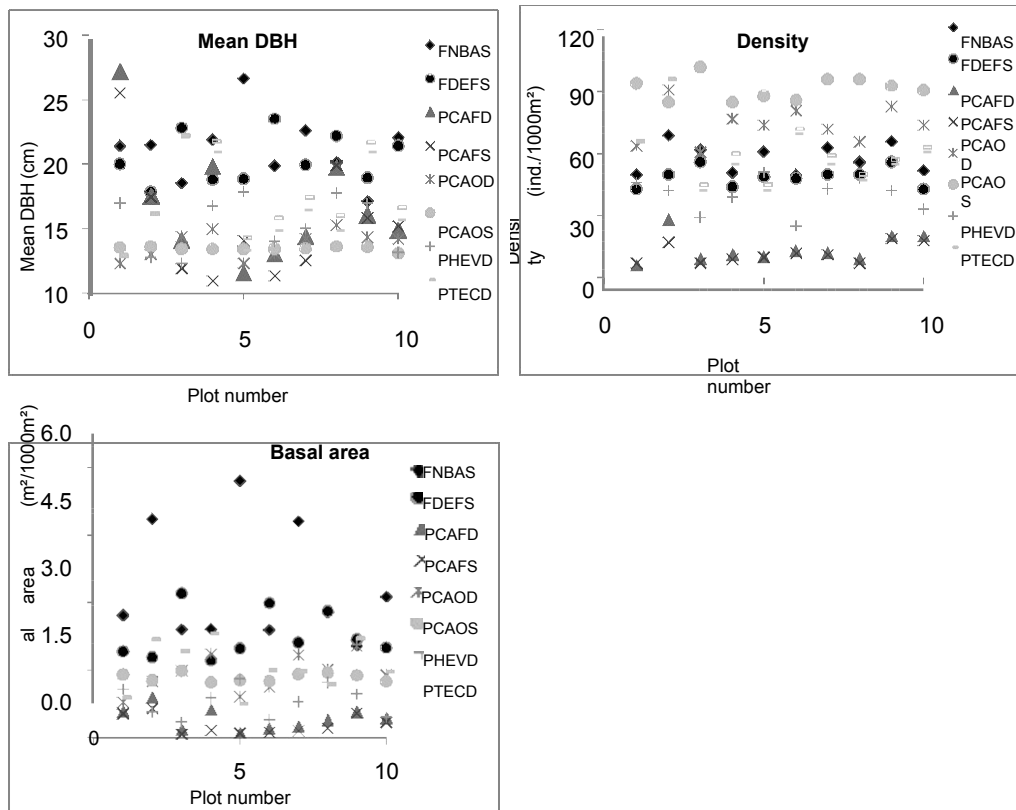 Mean DBH
30
25
20
15
10
Mean DBH (cm)
0
5
10
Plot number
FNBAS
FDEFS
PCAFD
PCAFS
PCAOD
PCAOS
PHEVD
PTECD
Density
120
90
60
30
0
Densi
ty
(ind./1000m²)
0
5
10
Plot
number
FNBAS
FDEFS
PCAFD
PCAFS
PCAO
D
PCAO
S
PHEVD
PTECD
Basal area
6.0
4.5
3.0
1.5
0.0
al area (m²/1000m²)
0
5
10
Plot number
FNBAS
FDEFS
PCAFD
PCAFS
PCAOD
PCAOS
PHEVD
PTECD